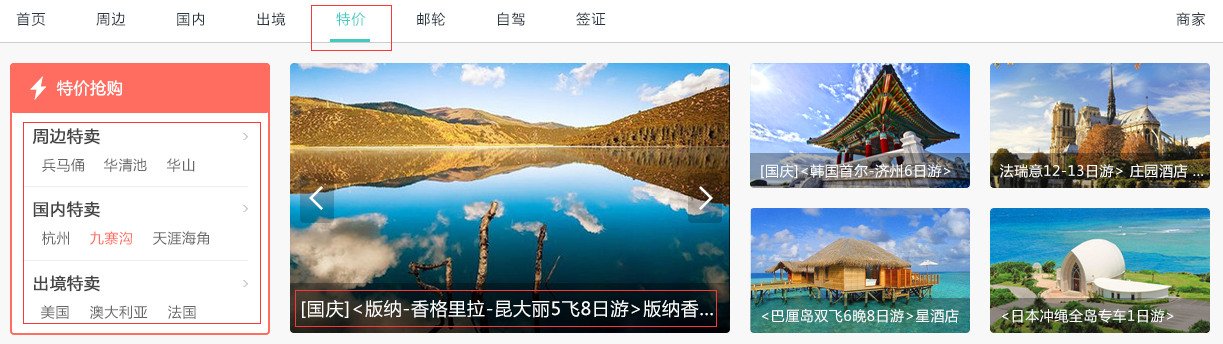 首页 周边 国内 出境 特价 邮轮 自驾 签证 商家
特价抢购
周边特卖
兵马俑 华清池 华山
国内特卖
杭州 九寨沟 天涯海角
出境特卖
美国 澳大利亚 法国
[国庆]<版纳-香格里拉-昆大丽5飞8日游>版纳香...
[国庆]<韩国首尔-济州6日游>
法瑞意12-13日游> 庄园酒店 ...
<巴厘岛双飞6晚8日游>星酒店
<日本冲绳全岛专车1日游>